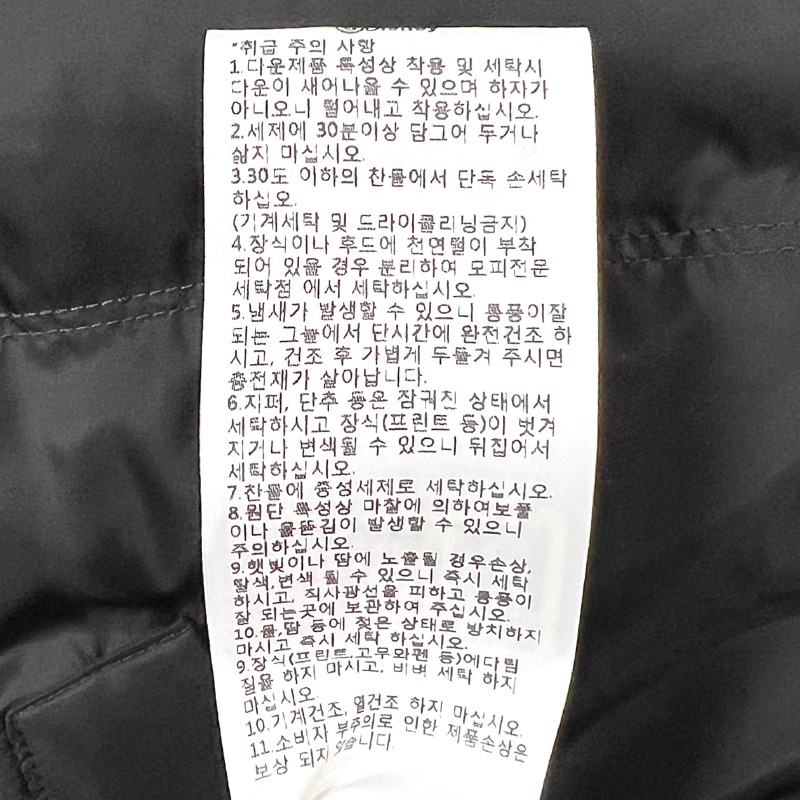 *취급 주의 사항
1.다운제품 특성상 착용 및 세탁시
다운이 새어나올 수 있으며 하자가
아니오니 털어내고 착용하십시오.
2.세제에 30분이상 담그어 두거나
삶지 마십시오.
3.30도 이하의 찬물에서 단독 손세탁
하십오.
(기계세탁 및 드라이클리닝금지)
4.장식이나 후드에 천연털이 부착
되어 있을 경우 분리하여 모피전문
세탁점 에서 세탁하십시오.
5.냄새가 발생할 수 있으니 통풍이잘
되는 그늘에서 단시간에 완전건조 하
시고, 건조 후 가볍게 두들겨 주시면
충전재가 살아납니다.
6.지퍼, 단추 등은 잠궈진 상태에서
세탁하시고 장식(프린트 등)이 벗겨
지거나 변색될 수 있으니 뒤집어서
세탁하십시오.
7.찬물에 중성세제로 세탁하십시오.
8.원단 특성상 마찰에 의하여보풀
이나 올뜯김이 발생할 수 있으니
주의하십시오.
9.햇빛이나 땀에 노출될 경우손상,
탈색,변색 될 수 있으니 즉시 세탁
하시고, 직사광선을 피하고 통풍이
잘 되는곳에 보관하여 주십시오.
10.물,땀 등에 젖은 상태로 방치하지
마시고 즉시 세탁 하십시오.
9.장식(프린트,고무와펜 등)에다림
질을 하지 마시고, 비벼 세탁 하지
마십시오.
10.기계건조, 열건조 하지 마십시오.
11.소비자 부주의로 인한 제품손상은
보상 되지 않습니다.